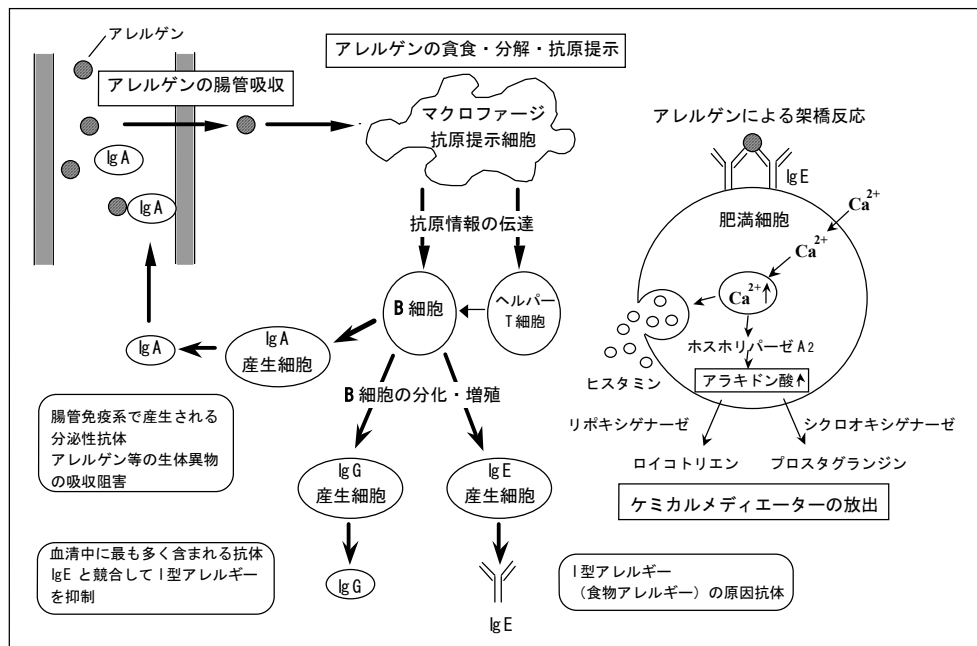 アレルゲン
アレルゲンの腸管吸収
IgA
IgA
アレルゲンの貪食・分解・抗原提示
マクロファージ
抗原提示細胞
抗原情報の伝達
B 細胞
ヘルパー
T細胞
IgA
産生細胞
IgA
B 細胞の分化・増殖
腸管免疫系で産生される
分泌性抗体
アレルゲン等の生体異物
の吸収阻害
IgG
産生細胞
IgE
産生細胞
血清中に最も多く含まれる抗体
IgE と競合してⅠ型アレルギー
を抑制
IgG
IgE
Ⅰ型アレルギー
(食物アレルギー)の原因抗体
アレルゲンによる架橋反応
IgE
肥満細胞
Ca2+
Ca2+
Ca2+
ホスホリパーゼ A2
ヒスタミン
アラキドン酸
リポキシゲナーゼ
シクロオキシゲナーゼ
ロイコトリエン
プロスタグランジン
ケミカルメディエーターの放出